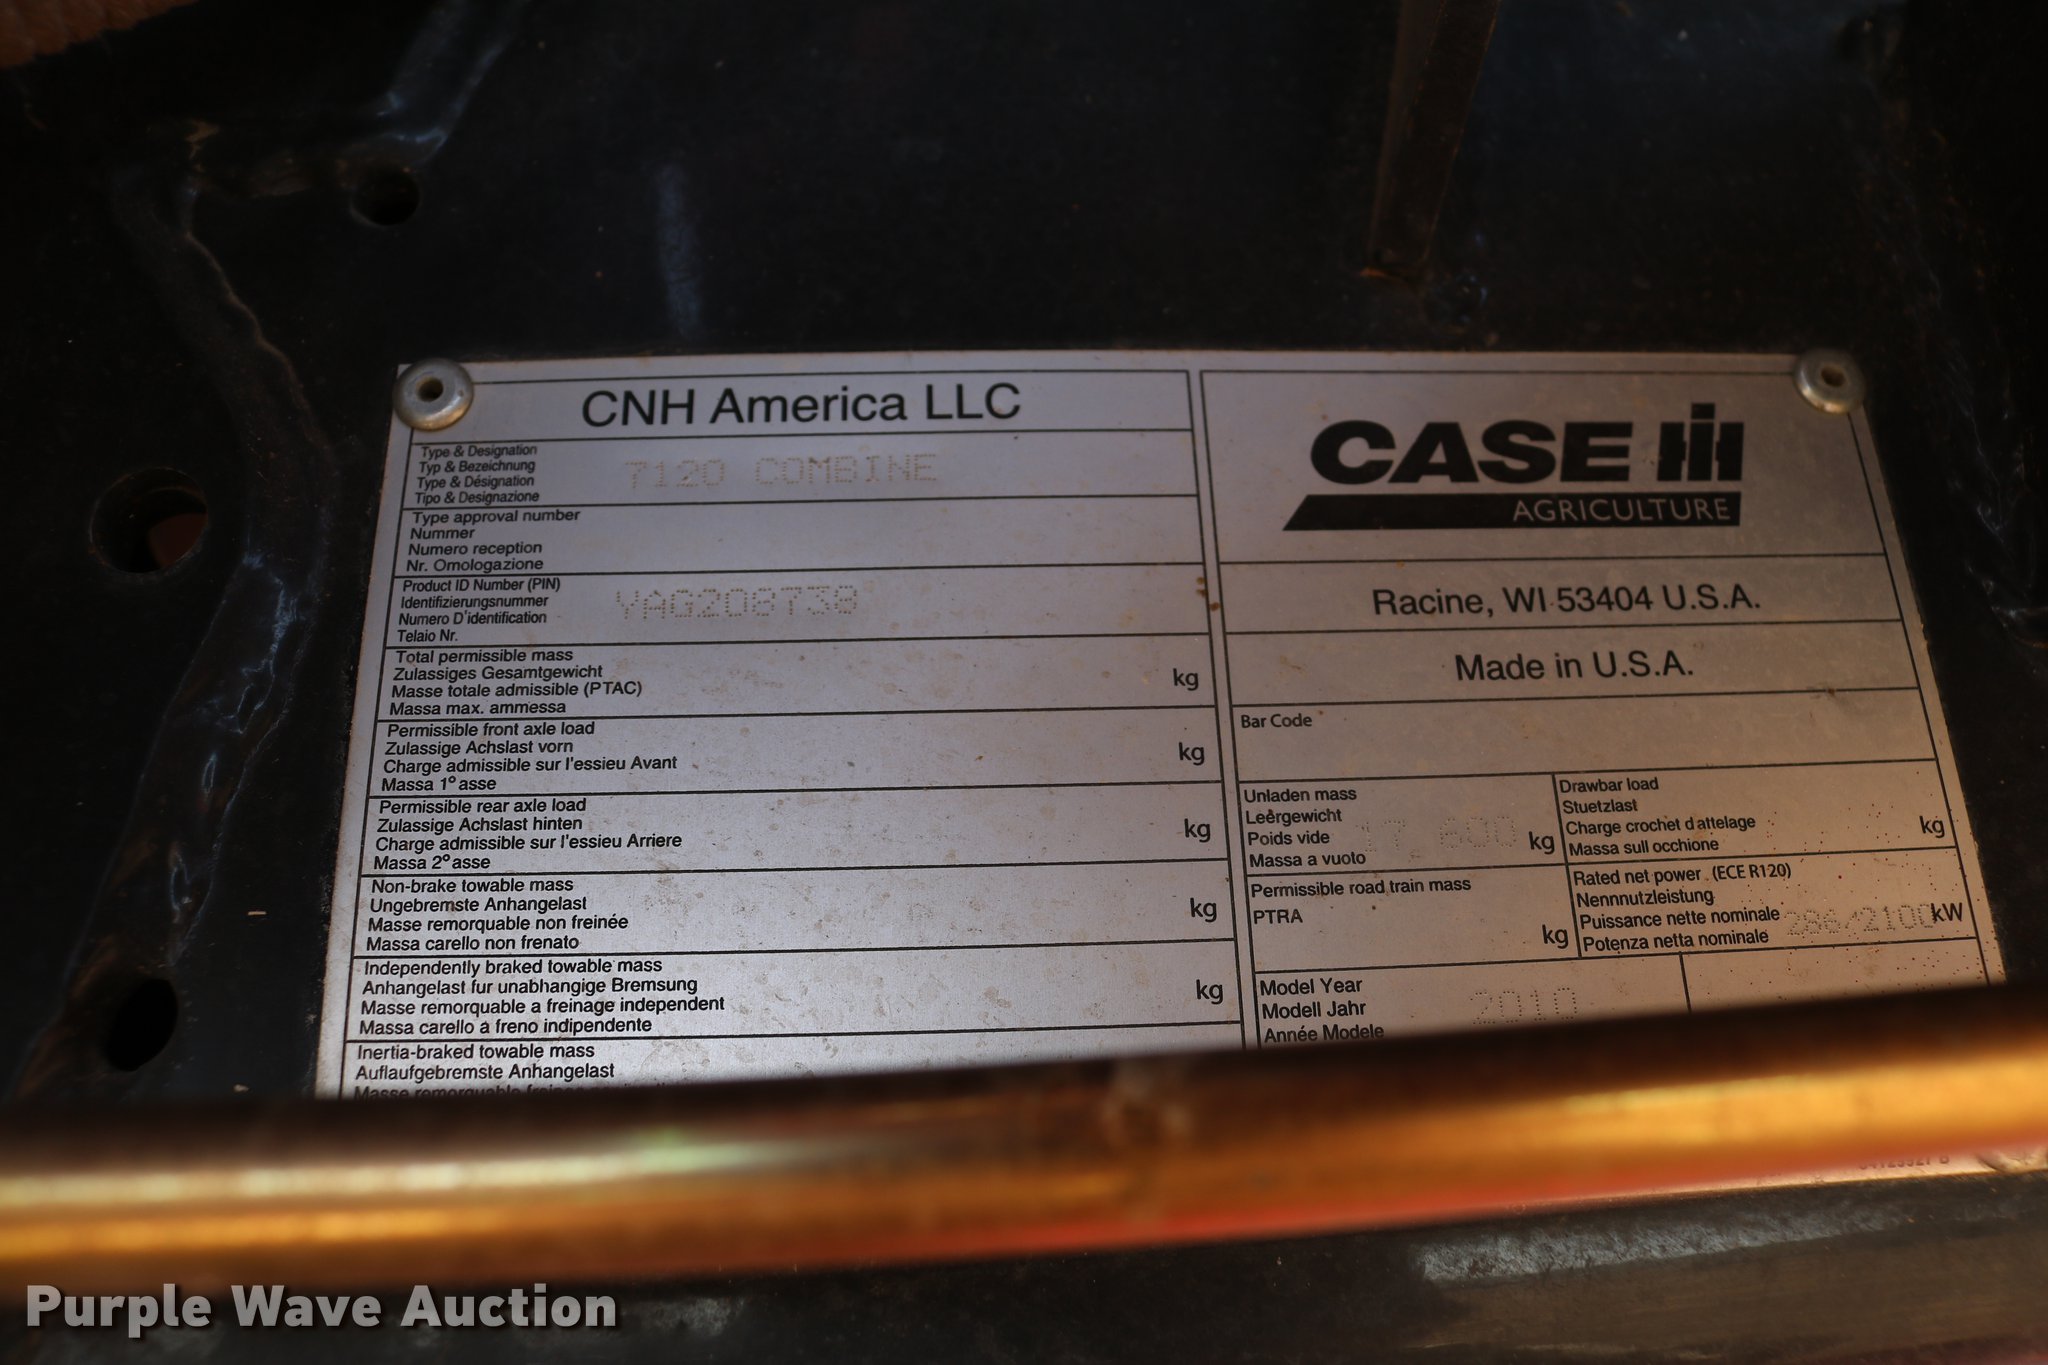 CNH America LLC
Type & Designation
Typ & Bezeichnung
Type & Désignation
Tipo & Designazione
7120 COMBINE
Type approval number
Nummer
Numero reception
Nr. Omologazione
Product ID Number (PIN)
Identifizierungsnummer
Numero D'identification
Telaio Nr.
YAG208738
Total permissible mass
Zulassiges Gesamtgewicht
Masse totale admissible (PTAC)
Massa max. ammessa
kg
Permissible front axle load
Zulassige Achslast vorn
Charge admissible sur l'essieu Avant
Massa 1° asse
kg
Permissible rear axle load
Zulassige Achslast hinten
Charge admissible sur l'essieu Arriere
Massa 2° asse
kg
Non-brake towable mass
Ungebremste Anhangelast
Masse remorquable non freinée
Massa carello non frenato
kg
Independently braked towable mass
Anhangelast fur unabhangige Bremsung
Masse remorquable a freinage independent
Massa carello a freno indipendente
kg
Inertia-braked towable mass
Auflaufgebremste Anhangelast
Masse remorquable
CASE IH
AGRICULTURE
Racine, WI 53404 U.S.A.
Made in U.S.A.
Bar Code
Unladen mass
Leergewicht
Poids vide
Massa a vuoto
17,600 kg
Drawbar load
Stuetzlast
Charge crochet d'attelage
Massa sull occhione
kg
Permissible road train mass
PTRA
kg
Rated net power (ECE R120)
Nennnutzleistung
Puissance nette nominale
Potenza netta nominale
286/2100 kW
Model Year
Modell Jahr
Année Modele
2010
Purple Wave Auction